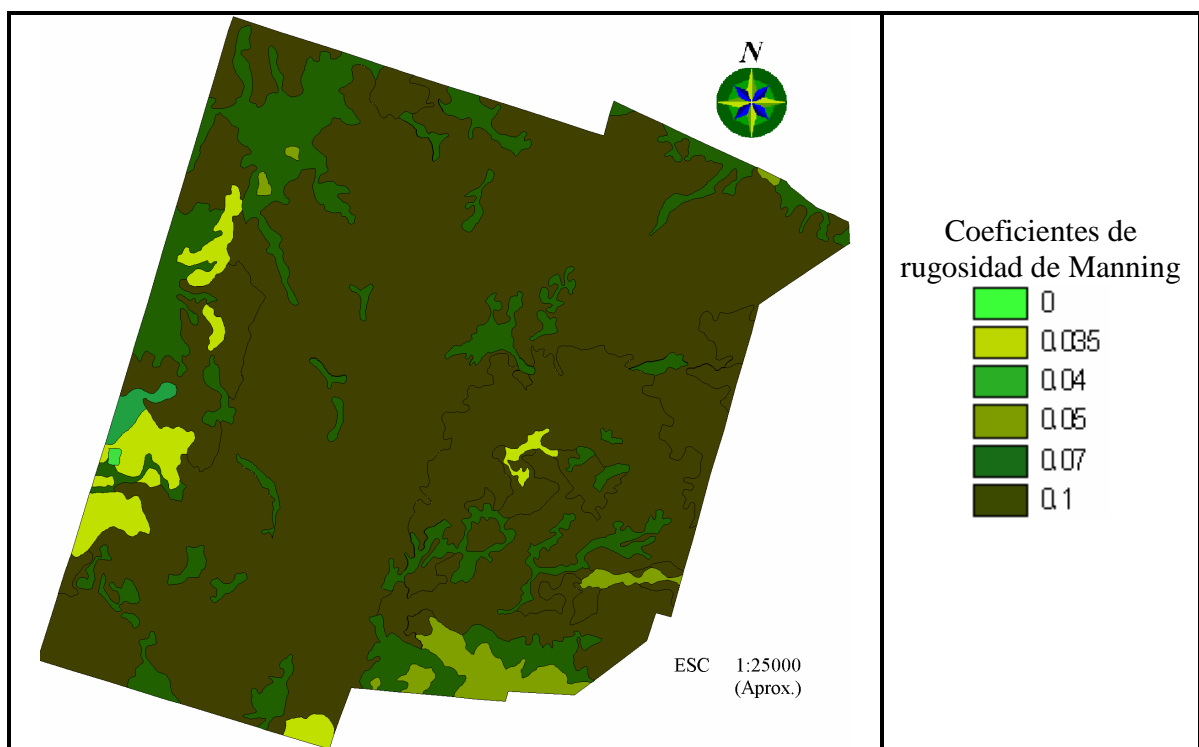 N
ESC 1:25000
(Aprox.)
Coeficientes de
rugosidad de Manning
0
0.035
0.04
0.05
0.07
0.1